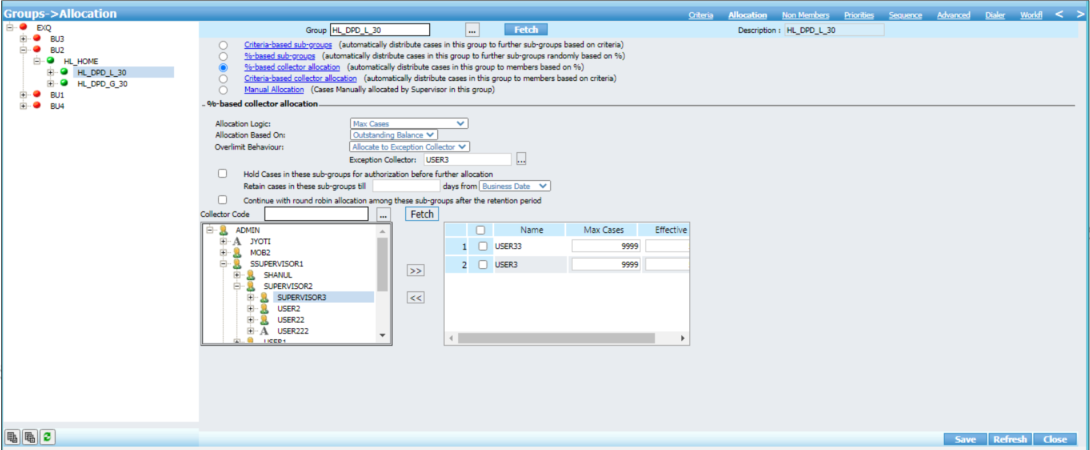 Groups->Allocation
Criteria Allocation Non Members Priorities Sequence Advanced Dialer Workfl < >
EXQ
BU3
BU2
HL_HOME
HL_DPD_L_30
HL_DPD_G_30
BU1
BU4
Group HL_DPD_L_30 ... Fetch Description : HL_DPD_L_30
Criteria-based sub-groups (automatically distribute cases in this group to further sub-groups based on criteria)
%-based sub-groups (automatically distribute cases in this group to further sub-groups randomly based on %)
%-based collector allocation (automatically distribute cases in this group to members based on %)
Criteria-based collector allocation (automatically distribute cases in this group to members based on criteria)
Manual Allocation (Cases Manually allocated by Supervisor in this group)
%-based collector allocation
Allocation Logic: Max Cases
Allocation Based On: Outstanding Balance
Overlimit Behaviour: Allocate to Exception Collector
Exception Collector: USER3 ...
Hold Cases in these sub-groups for authorization before further allocation
Retain cases in these sub-groups till days from Business Date
Continue with round robin allocation among these sub-groups after the retention period
Collector Code ... Fetch
ADMIN
JYOTI
MOB2
SSUPERVISOR1
SHANUL
SUPERVISOR2
SUPERVISOR3
USER2
USER22
USER222
USER1
>>
<<
Name Max Cases Effective
1 USER33 9999
2 USER3 9999
Save Refresh Close